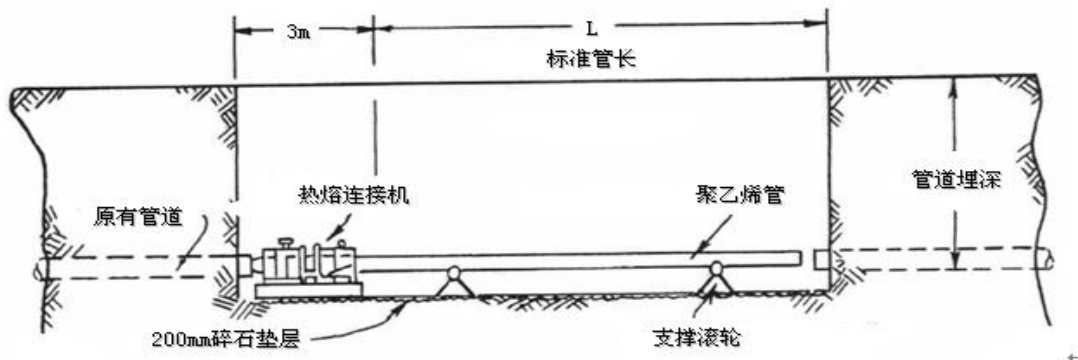 3m
L
标准管长
热熔连接机
聚乙烯管
管道埋深
原有管道
200mm碎石垫层
支撑滚轮